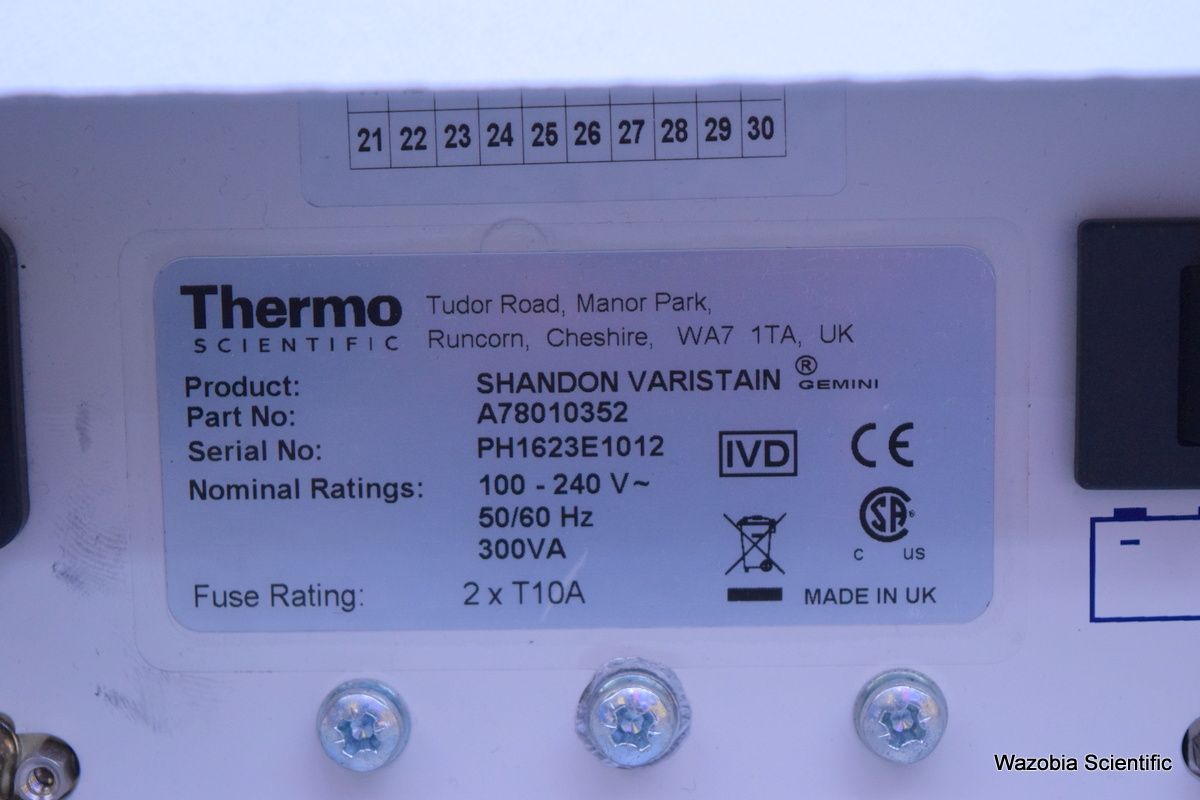 21 22 23 24 25 26 27 28 29 30
Thermo
SCIENTIFIC
Tudor Road, Manor Park,
Runcorn, Cheshire, WA7 1TA, UK
Product: SHANDON VARISTAIN ® GEMINI
Part No: A78010352
Serial No: PH1623E1012
Nominal Ratings: 100 - 240 V~
50/60 Hz
300VA
Fuse Rating: 2 x T10A
IVD
CE
SA®
C US
MADE IN UK
Wazobia Scientific